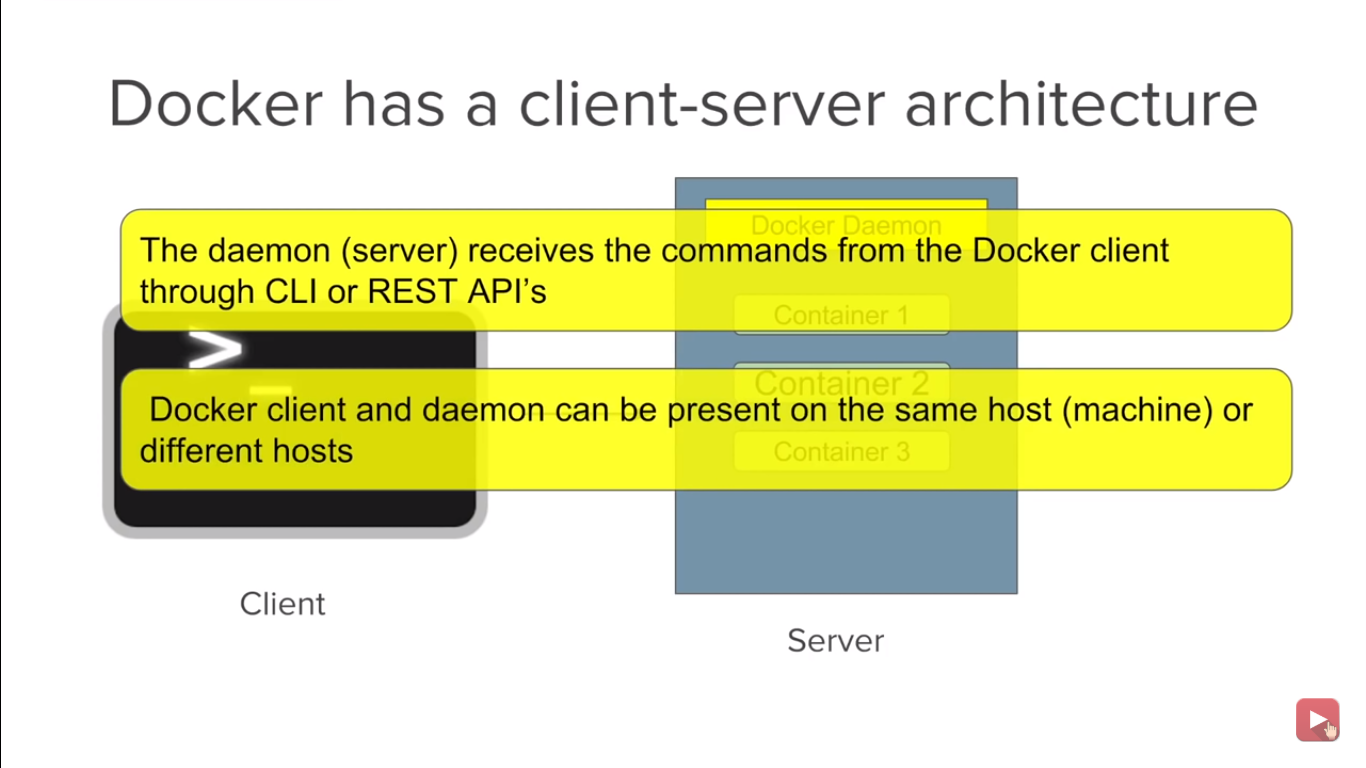 Docker has a client-server architecture
Docker Daemon
The daemon (server) receives the commands from the Docker client
through CLI or REST API’s
Container 1
>_
Container 2
Docker client and daemon can be present on the same host (machine) or
different hosts
Container 3
Client
Server